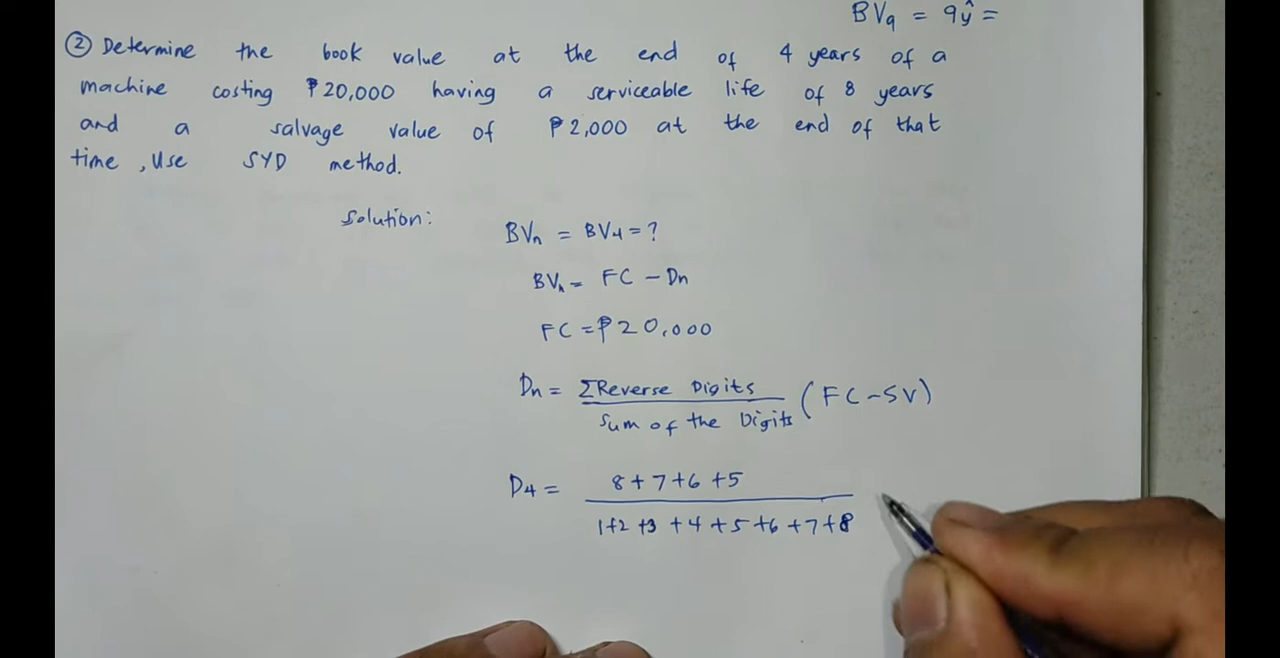 BV9 = 9ŷ =
② Determine the book value at the end of 4 years of a
machine costing ₱20,000 having a serviceable life of 8 years
and a salvage value of ₱2,000 at the end of that
time, Use SYD method.
Solution:
BVn = BV4 = ?
BVn = FC - Dn
FC = ₱20,000
Dn = ΣReverse Digits / Sum of the Digits (FC - SV)
D4 = 8+7+6+5 / 1+2+3+4+5+6+7+8